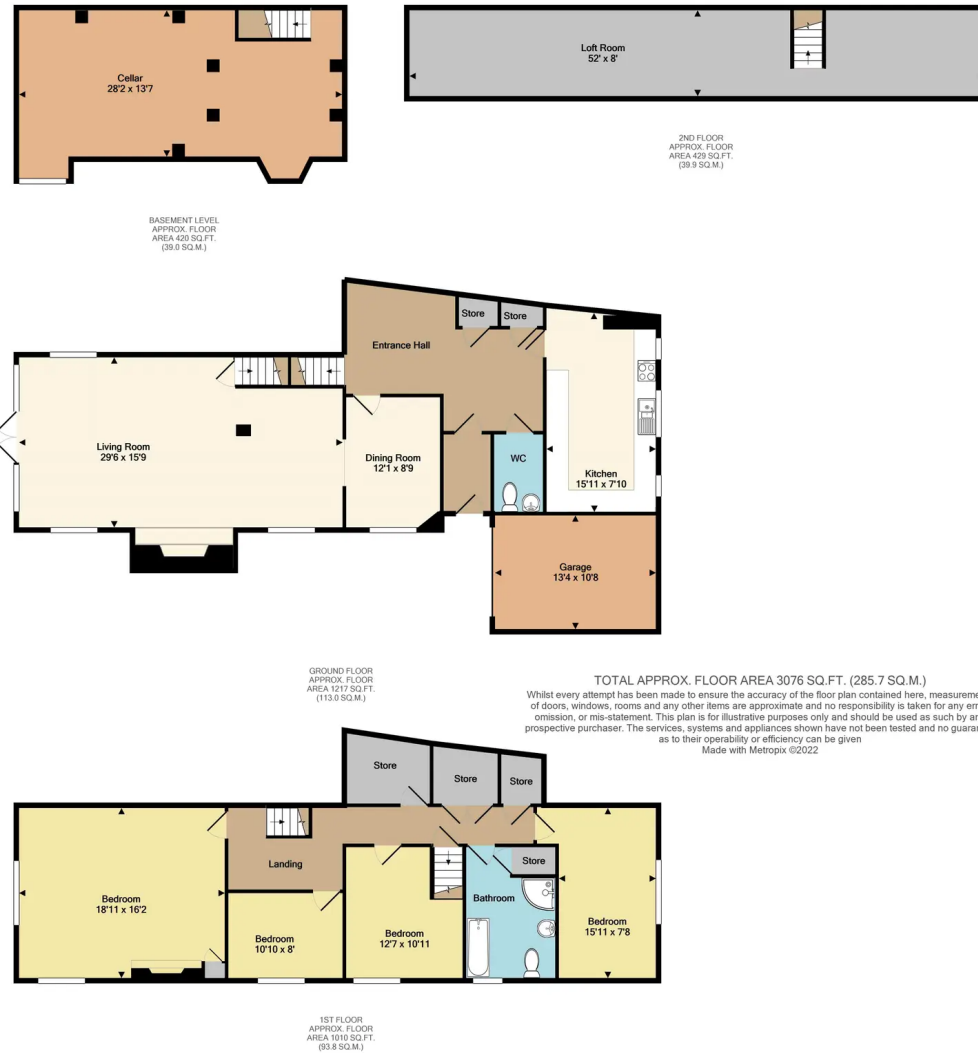 Cellar
28'2 x 13'7
Loft Room
52' x 8'
2ND FLOOR
APPROX. FLOOR
AREA 429 SQ.FT.
(39.9 SQ.M.)
BASEMENT LEVEL
APPROX. FLOOR
AREA 420 SQ.FT.
(39.0 SQ.M.)
Store
Store
Entrance Hall
Living Room
29'6 x 15'9
Dining Room
12'1 x 8'9
WC
Kitchen
15'11 x 7'10
Garage
13'4 x 10'8
GROUND FLOOR
APPROX. FLOOR
AREA 1217 SQ.FT.
(113.0 SQ.M.)
TOTAL APPROX. FLOOR AREA 3076 SQ.FT. (285.7 SQ.M.)
Whilst every attempt has been made to ensure the accuracy of the floor plan contained here, measureme
of doors, windows, rooms and any other items are approximate and no responsibility is taken for any err
omission, or mis-statement. This plan is for illustrative purposes only and should be used as such by an
prospective purchaser. The services, systems and appliances shown have not been tested and no guaran
as to their operability or efficiency can be given
Made with Metropix ©2022
Store
Store
Store
Landing
Store
Bathroom
Bedroom
18'11 x 16'2
Bedroom
10'10 x 8'
Bedroom
12'7 x 10'11
Bedroom
15'11 x 7'8
1ST FLOOR
APPROX. FLOOR
AREA 1010 SQ.FT.
(93.8 SQ.M.)